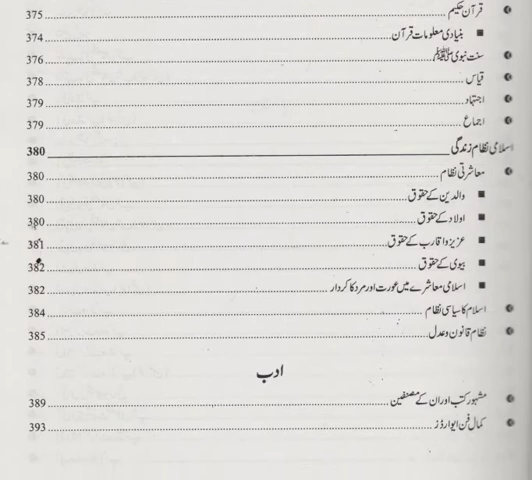 قرآن حکیم 375
بنیادی معلومات قرآن 374
سنت نبوی ﷺ 376
قیاس 378
اجتہاد 379
اجماع 379
اسلامی نظام زندگی 380
معاشرتی نظام 380
والدین کے حقوق 380
اولاد کے حقوق 380
عزیز و اقارب کے حقوق 381
بیوی کے حقوق 382
اسلامی معاشرے میں عورت اور مرد کا کردار 382
اسلام کا سیاسی نظام 384
نظام قانون و عدل 385
ادب
مشہور کتب اور ان کے مصنفین 389
کمال فن ایوارڈز 393